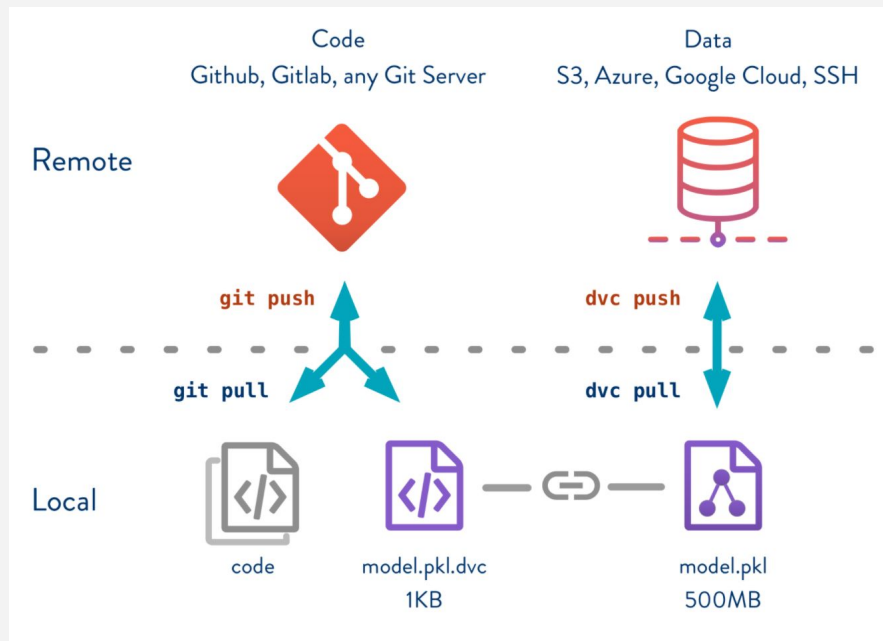 Code
Github, Gitlab, any Git Server
Data
S3, Azure, Google Cloud, SSH
Remote
git push
dvc push
git pull
dvc pull
Local
code
model.pkl.dvc
1KB
model.pkl
500MB